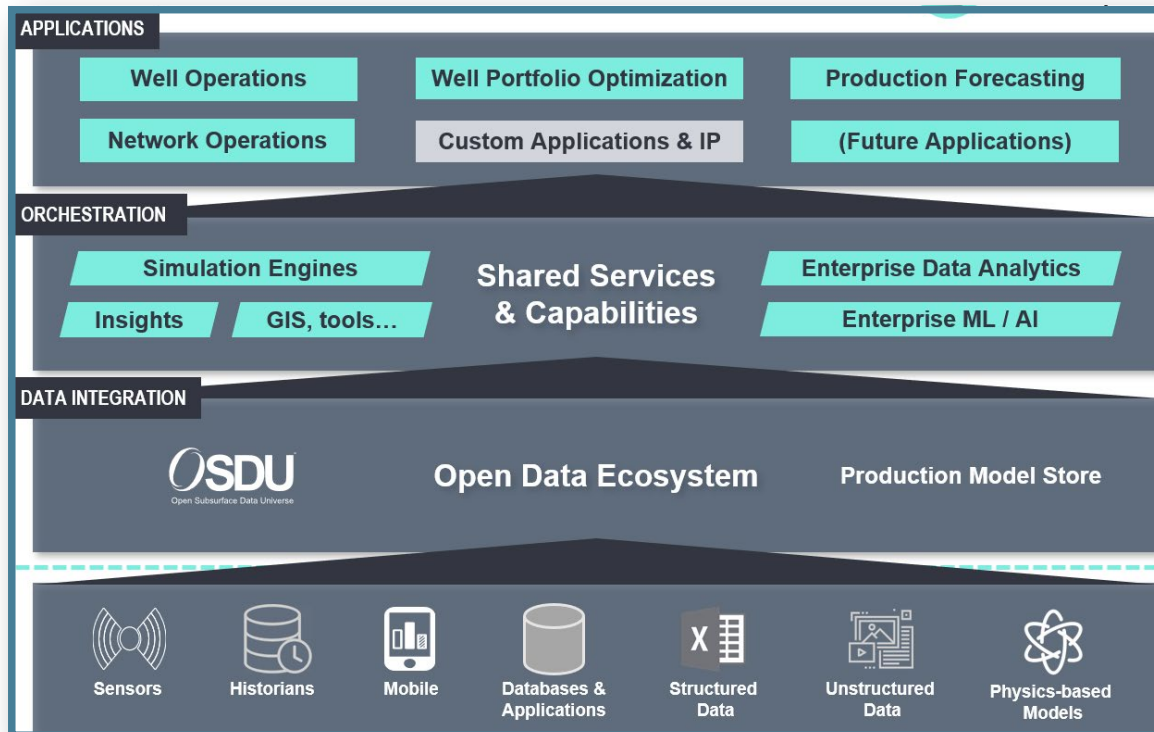 APPLICATIONS
Well Operations
Well Portfolio Optimization
Production Forecasting
Network Operations
Custom Applications & IP
(Future Applications)
ORCHESTRATION
Simulation Engines
Insights
GIS, tools…
Shared Services
& Capabilities
Enterprise Data Analytics
Enterprise ML / AI
DATA INTEGRATION
OSDU
Open Subsurface Data Universe
Open Data Ecosystem
Production Model Store
Sensors
Historians
Mobile
Databases &
Applications
X
Structured
Data
Unstructured
Data
Physics-based
Models